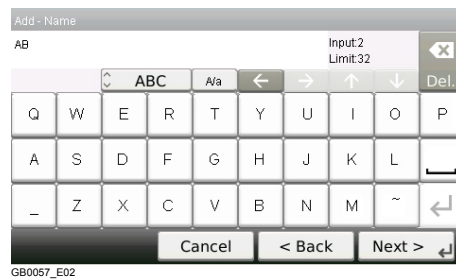 Add - Name
AB
Input:2
Limit:32
ABC A/a ← → ↑ ↓ Del.
Q W E R T Y U I O P
A S D F G H J K L
_ Z X C V B N M ~
Cancel < Back Next >
GB0057_E02